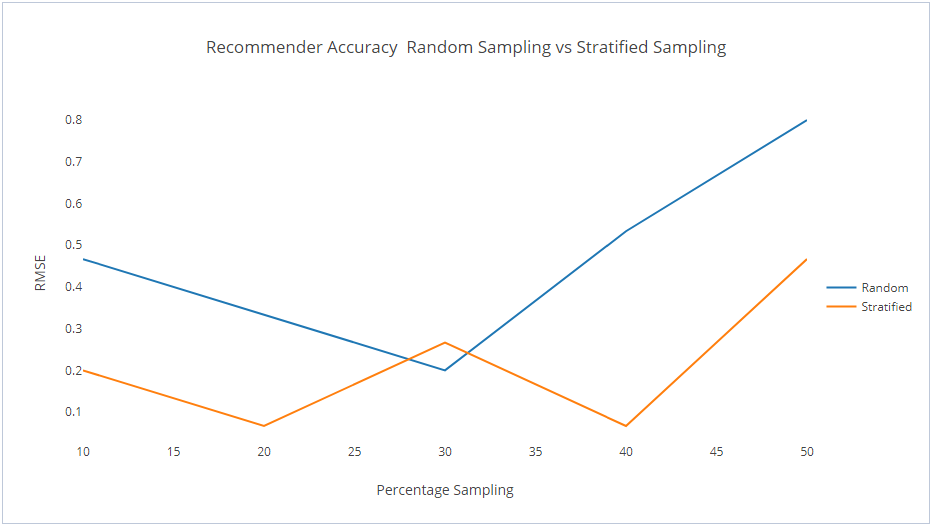 Recommender Accuracy  Random Sampling vs Stratified Sampling
0.8
0.7
0.6
0.5
0.4
0.3
0.2
0.1
RMSE
10 15 20 25 30 35 40 45 50
Percentage Sampling
Random
Stratified